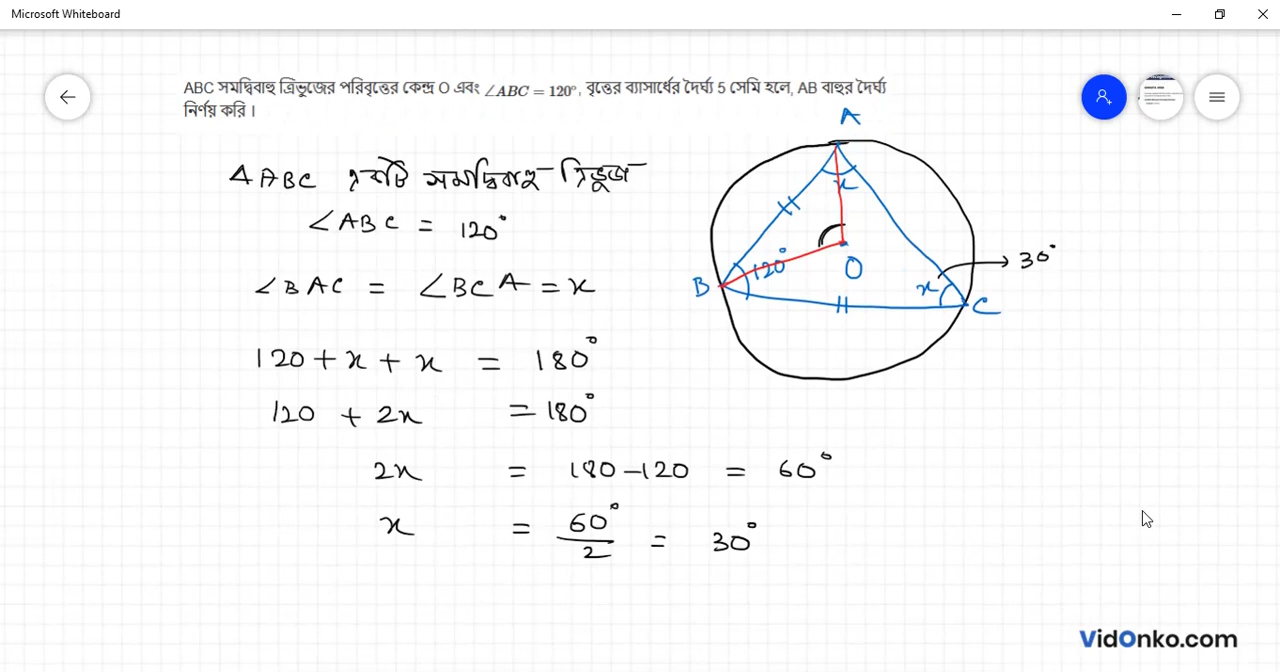 Microsoft Whiteboard
ABC সমদ্বিবাহু ত্রিভুজের পরিবৃত্তের কেন্দ্র O এবং ∠ABC = 120°, বৃত্তের ব্যাসার্ধের দৈর্ঘ্য 5 সেমি হলে, AB বাহুর দৈর্ঘ্য
নির্ণয় করি ।
A
△ABC একটি সমদ্বিবাহু ত্রিভুজ
x
∠ABC = 120°
120°
O
30°
B
x
C
∠BAC = ∠BCA = x
120 + x + x = 180°
120 + 2x = 180°
2x = 180 – 120 = 60°
x = 60°/2 = 30°
VidOnko.com